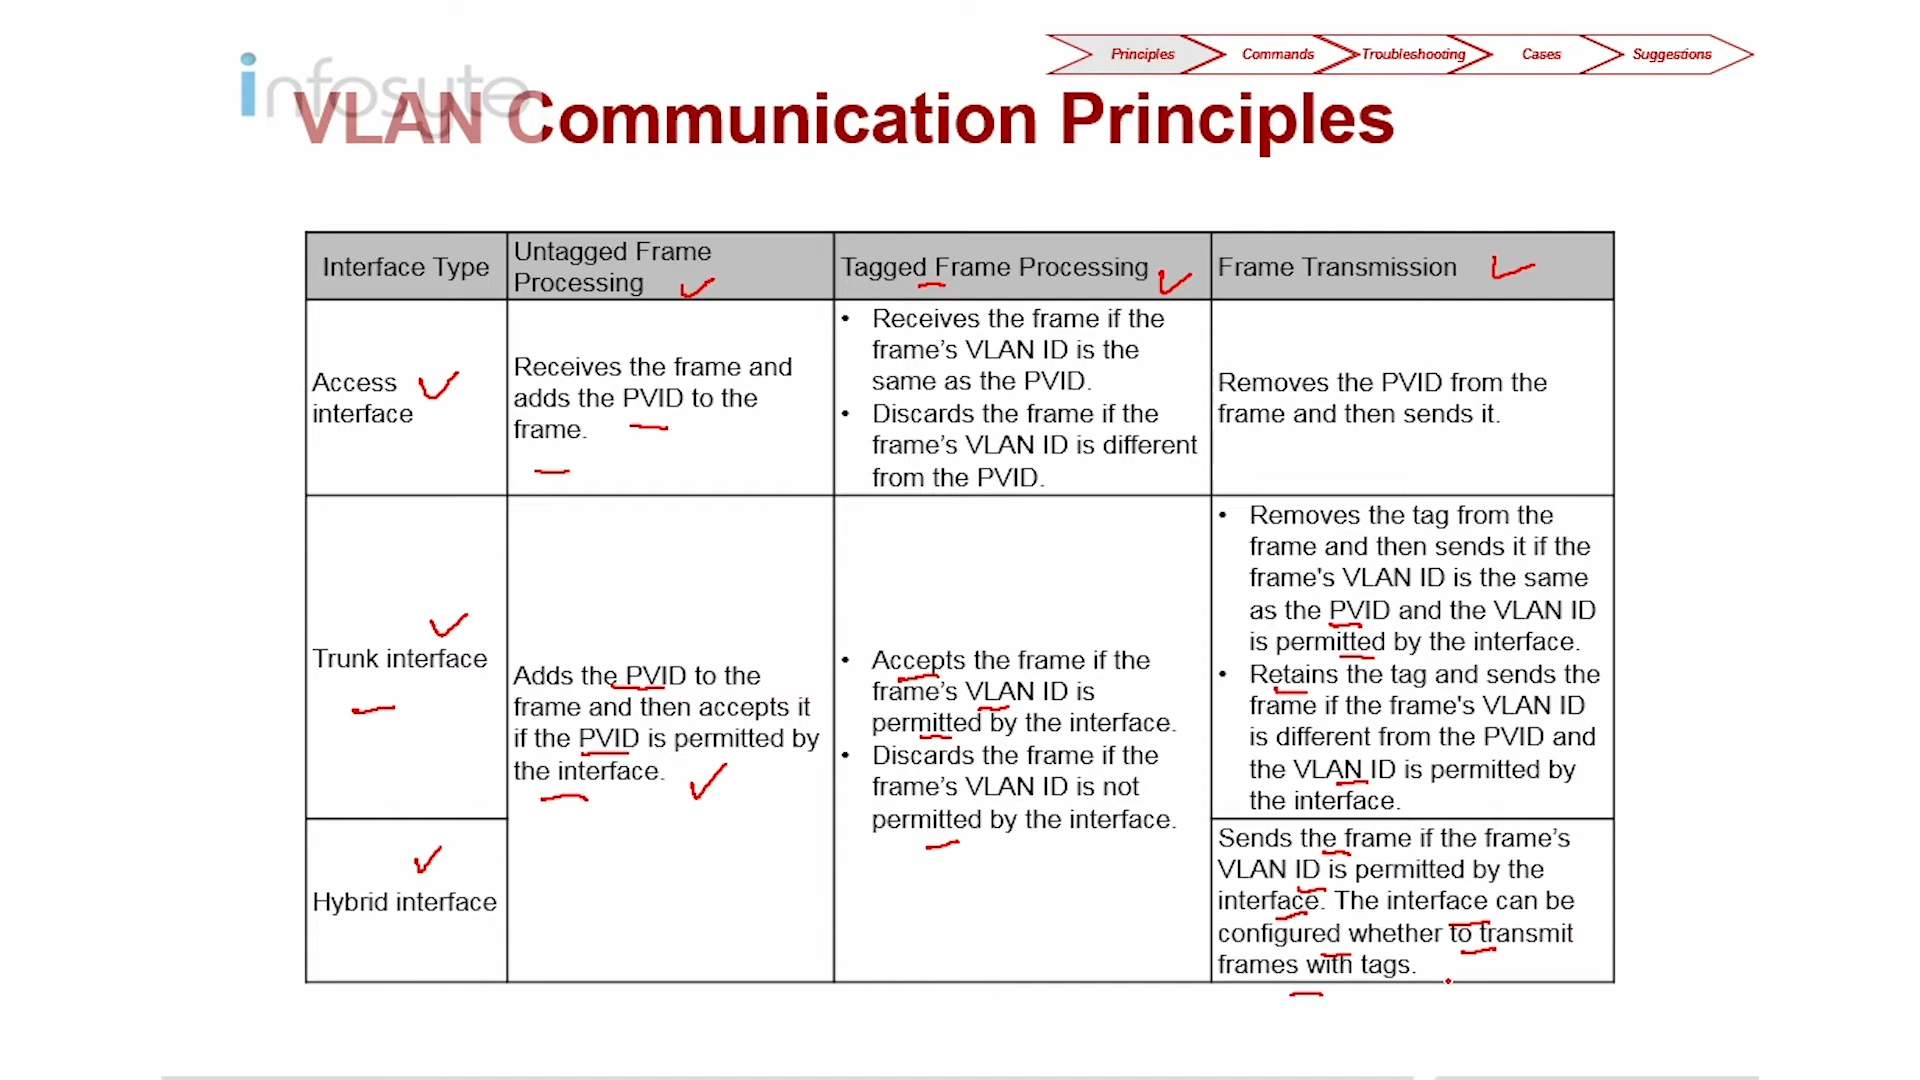 Principles
Commands
Troubleshooting
Cases
Suggestions
infosyte
VLAN Communication Principles
Interface Type
Untagged Frame
Processing
Tagged Frame Processing
Frame Transmission
Access
interface
Receives the frame and
adds the PVID to the
frame.
• Receives the frame if the
frame’s VLAN ID is the
same as the PVID.
• Discards the frame if the
frame’s VLAN ID is different
from the PVID.
Removes the PVID from the
frame and then sends it.
Trunk interface
Adds the PVID to the
frame and then accepts it
if the PVID is permitted by
the interface.
• Accepts the frame if the
frame’s VLAN ID is
permitted by the interface.
• Discards the frame if the
frame’s VLAN ID is not
permitted by the interface.
• Removes the tag from the
frame and then sends it if the
frame's VLAN ID is the same
as the PVID and the VLAN ID
is permitted by the interface.
• Retains the tag and sends the
frame if the frame's VLAN ID
is different from the PVID and
the VLAN ID is permitted by
the interface.
Hybrid interface
Sends the frame if the frame’s
VLAN ID is permitted by the
interface. The interface can be
configured whether to transmit
frames with tags.